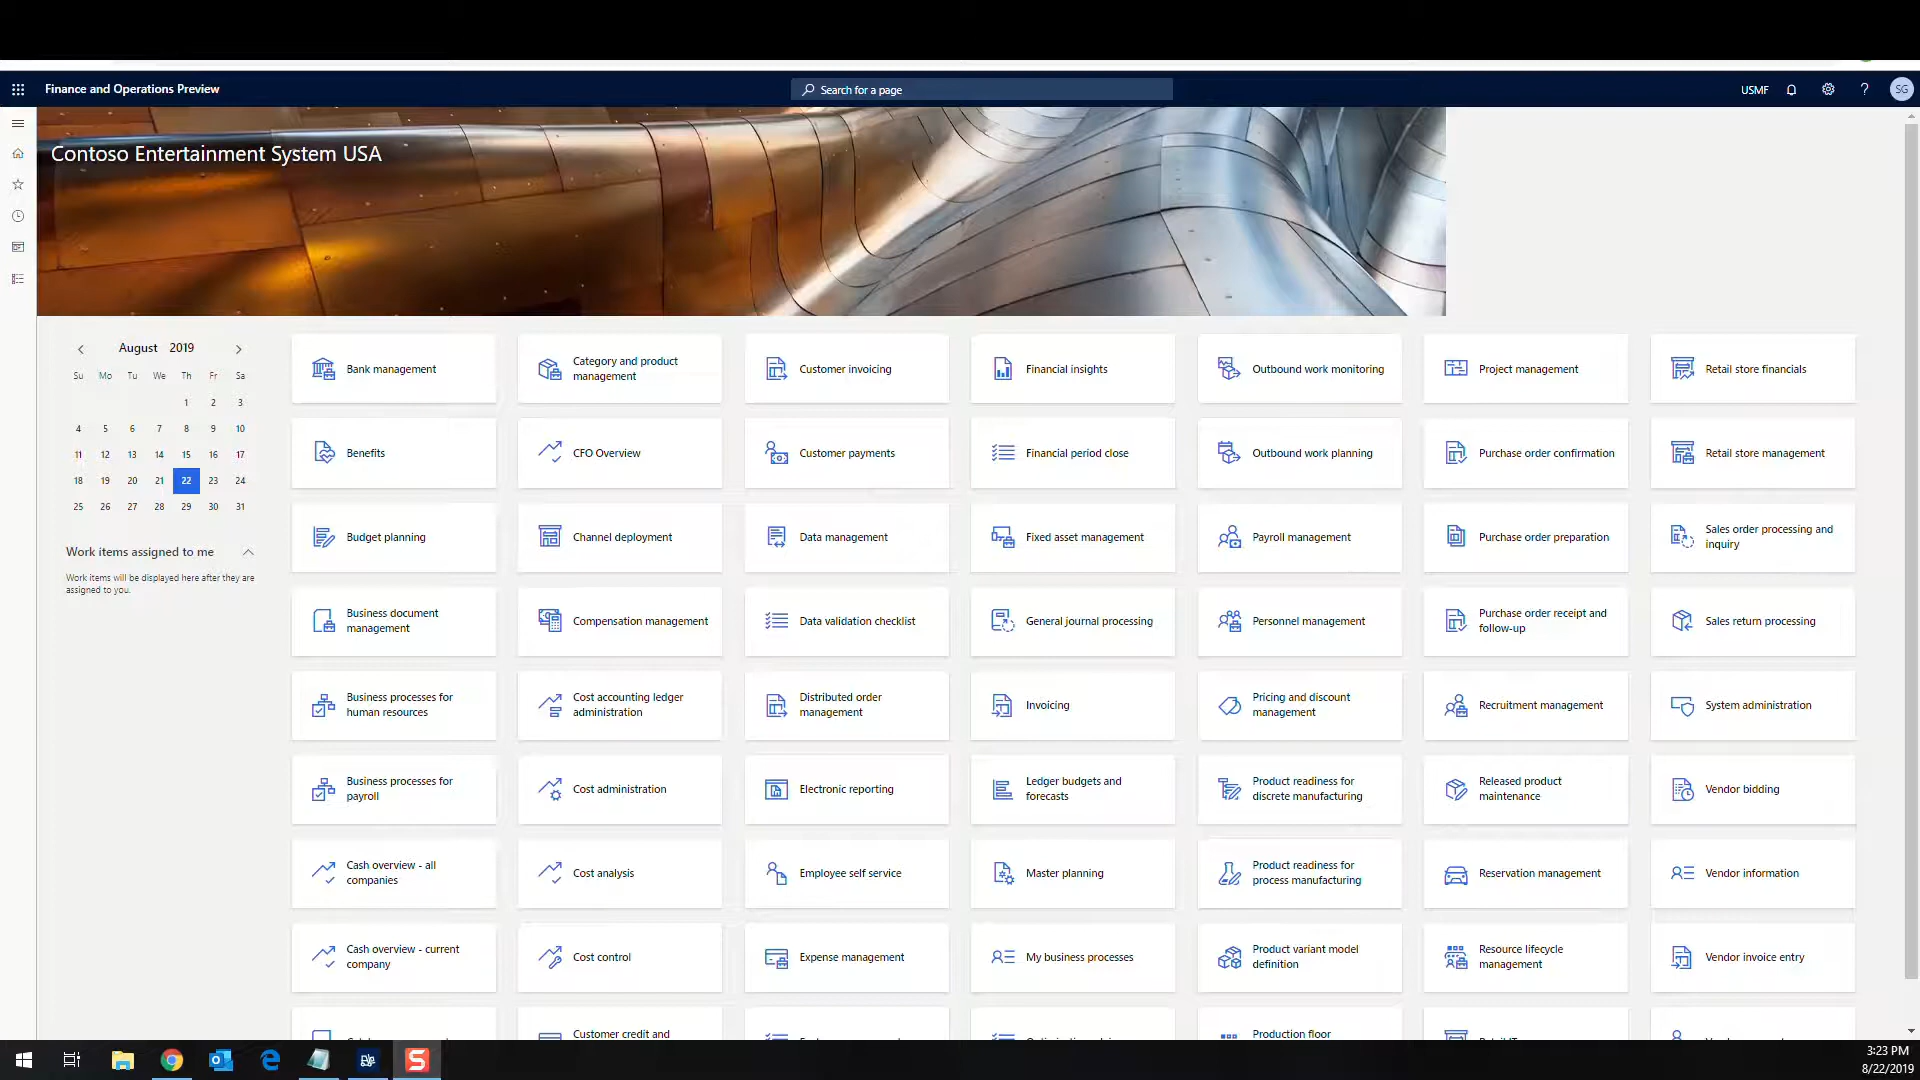 Finance and Operations Preview
Search for a page
USMF
?
SG
Contoso Entertainment System USA
August 2019
Su Mo Tu We Th Fr Sa
1 2 3
4 5 6 7 8 9 10
11 12 13 14 15 16 17
18 19 20 21 22 23 24
25 26 27 28 29 30 31
Work items assigned to me
Work items will be displayed here after they are
assigned to you.
Bank management
Category and product
management
Customer invoicing
Financial insights
Outbound work monitoring
Project management
Retail store financials
Benefits
CFO Overview
Customer payments
Financial period close
Outbound work planning
Purchase order confirmation
Retail store management
Budget planning
Channel deployment
Data management
Fixed asset management
Payroll management
Purchase order preparation
Sales order processing and
inquiry
Business document
management
Compensation management
Data validation checklist
General journal processing
Personnel management
Purchase order receipt and
follow-up
Sales return processing
Business processes for
human resources
Cost accounting ledger
administration
Distributed order
management
Invoicing
Pricing and discount
management
Recruitment management
System administration
Business processes for
payroll
Cost administration
Electronic reporting
Ledger budgets and
forecasts
Product readiness for
discrete manufacturing
Released product
maintenance
Vendor bidding
Cash overview - all
companies
Cost analysis
Employee self service
Master planning
Product readiness for
process manufacturing
Reservation management
Vendor information
Cash overview - current
company
Cost control
Expense management
My business processes
Product variant model
definition
Resource lifecycle
management
Vendor invoice entry
Customer credit and
Production floor
3:23 PM
8/22/2019